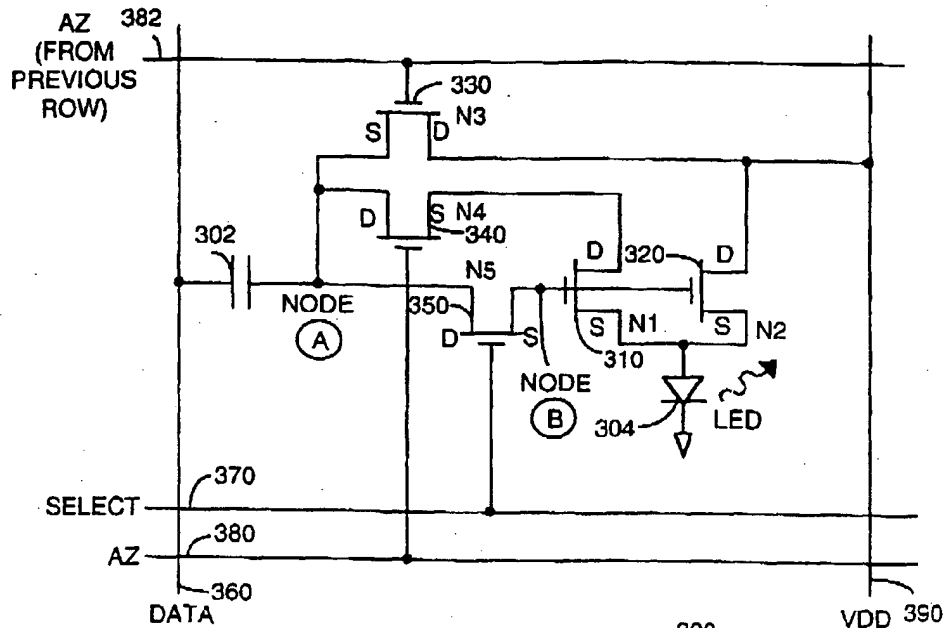 AZ 382
(FROM
PREVIOUS
ROW)
330
N3
S D
D S N4
340
302
N5
320 D
D
NODE
A
350
D S
S N1
S N2
310
NODE
B
304
LED
370
SELECT
380
AZ
360
DATA
390
VDD